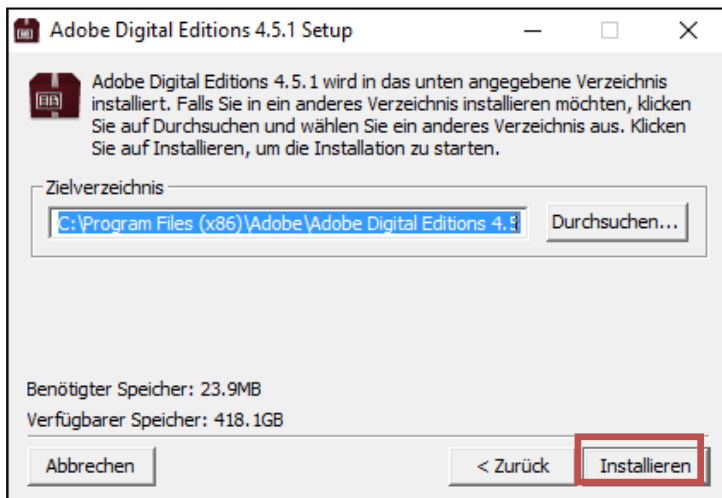 Adobe Digital Editions 4.5.1 Setup
Adobe Digital Editions 4.5.1 wird in das unten angegebene Verzeichnis
installiert. Falls Sie in ein anderes Verzeichnis installieren möchten, klicken
Sie auf Durchsuchen und wählen Sie ein anderes Verzeichnis aus. Klicken
Sie auf Installieren, um die Installation zu starten.
Zielverzeichnis
C:\Program Files (x86)\Adobe\Adobe Digital Editions 4.5
Durchsuchen...
Benötigter Speicher: 23.9MB
Verfügbarer Speicher: 418.1GB
Abbrechen
< Zurück
Installieren